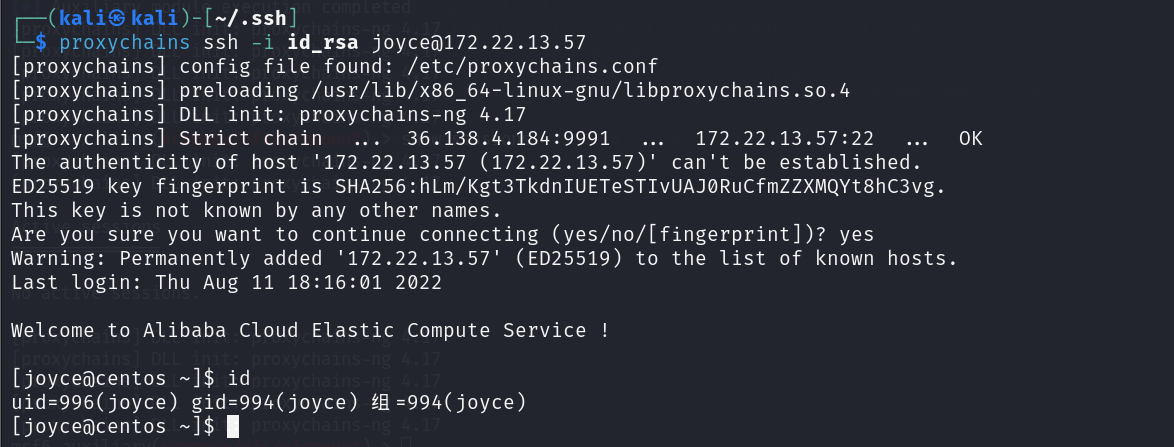 ┌──(kali㉿kali)-[~/.ssh]
└─$ proxychains ssh -i id_rsa joyce@172.22.13.57
[proxychains] config file found: /etc/proxychains.conf
[proxychains] preloading /usr/lib/x86_64-linux-gnu/libproxychains.so.4
[proxychains] DLL init: proxychains-ng 4.17
[proxychains] Strict chain ... 36.138.4.184:9991 ... 172.22.13.57:22 ... OK
The authenticity of host '172.22.13.57 (172.22.13.57)' can't be established.
ED25519 key fingerprint is SHA256:hLm/Kgt3TkdnIUETeSTIvUAJ0RuCfmZZXMQYt8hC3vg.
This key is not known by any other names.
Are you sure you want to continue connecting (yes/no/[fingerprint])? yes
Warning: Permanently added '172.22.13.57' (ED25519) to the list of known hosts.
Last login: Thu Aug 11 18:16:01 2022
Welcome to Alibaba Cloud Elastic Compute Service !
[joyce@centos ~]$ id
uid=996(joyce) gid=994(joyce) 组=994(joyce)
[joyce@centos ~]$